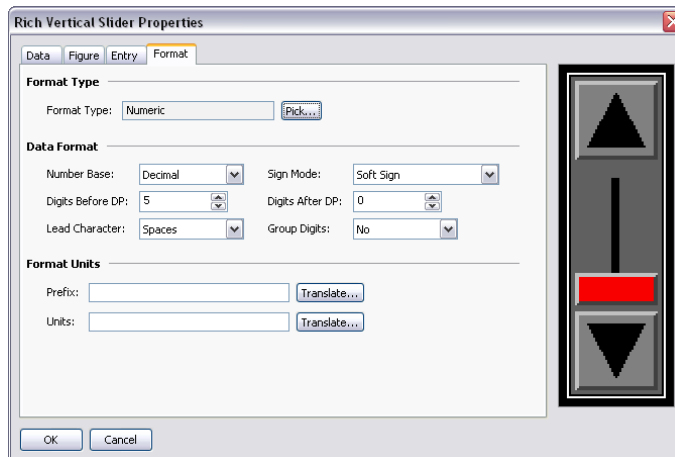 Rich Vertical Slider Properties
Data Figure Entry Format
Format Type
Format Type: Numeric Pick...
Data Format
Number Base: Decimal Sign Mode: Soft Sign
Digits Before DP: 5 Digits After DP: 0
Lead Character: Spaces Group Digits: No
Format Units
Prefix: Translate...
Units: Translate...
OK Cancel